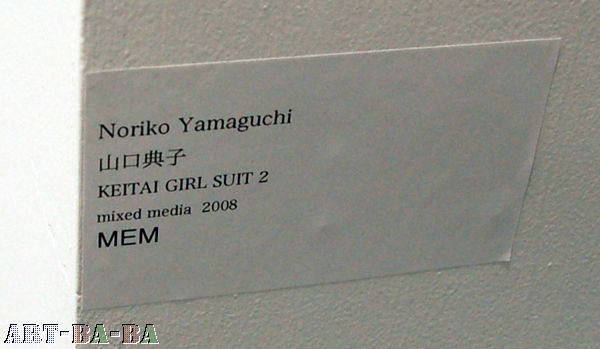 Noriko Yamaguchi
山口典子
KEITAI GIRL SUIT 2
mixed media 2008
MEM
ART-BA-BA